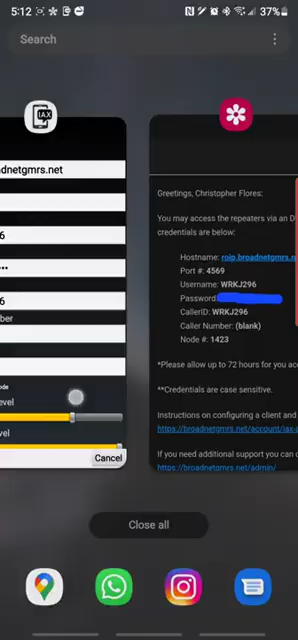 5:12
37%
Search
IAX
adnetgmrs.net
6
6
ber
ode
evel
vel
Cancel
Greetings, Christopher Flores:
You may access the repeaters via an D
credentials are below:
Hostname: roip.broadnetgmrs.n
Port #: 4569
Username: WRKJ296
Password:
CallerID: WRKJ296
Caller Number: (blank)
Node #: 1423
*Please allow up to 72 hours for you acc
**Credentials are case sensitive.
Instructions on configuring a client and
https://broadnetgmrs.net/account/iax-c
If you need additional support you can c
https://broadnetgmrs.net/admin/
Close all